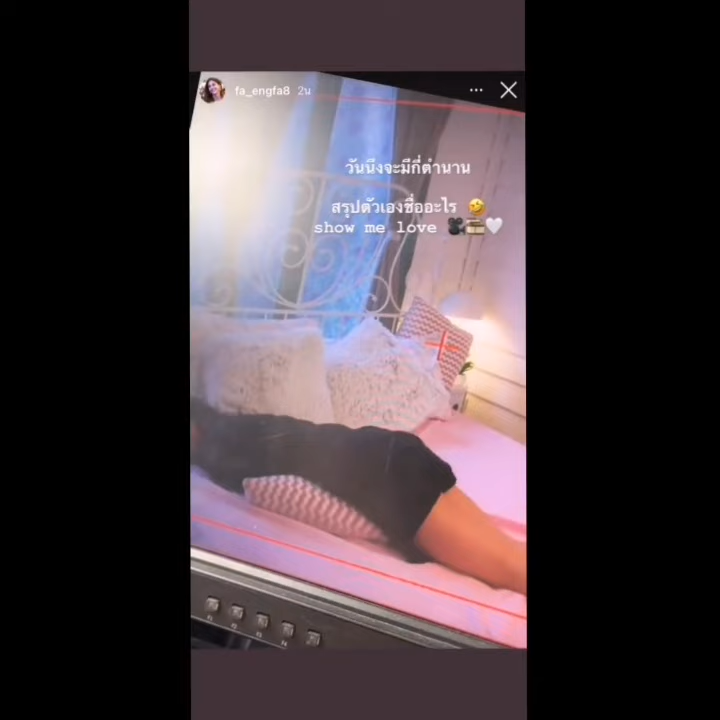 fa_engfa8 2น
วันนึงจะมีกี่ตำนาน
สรุปตัวเองชื่ออะไร 🤣
show me love 🎥📚🤍